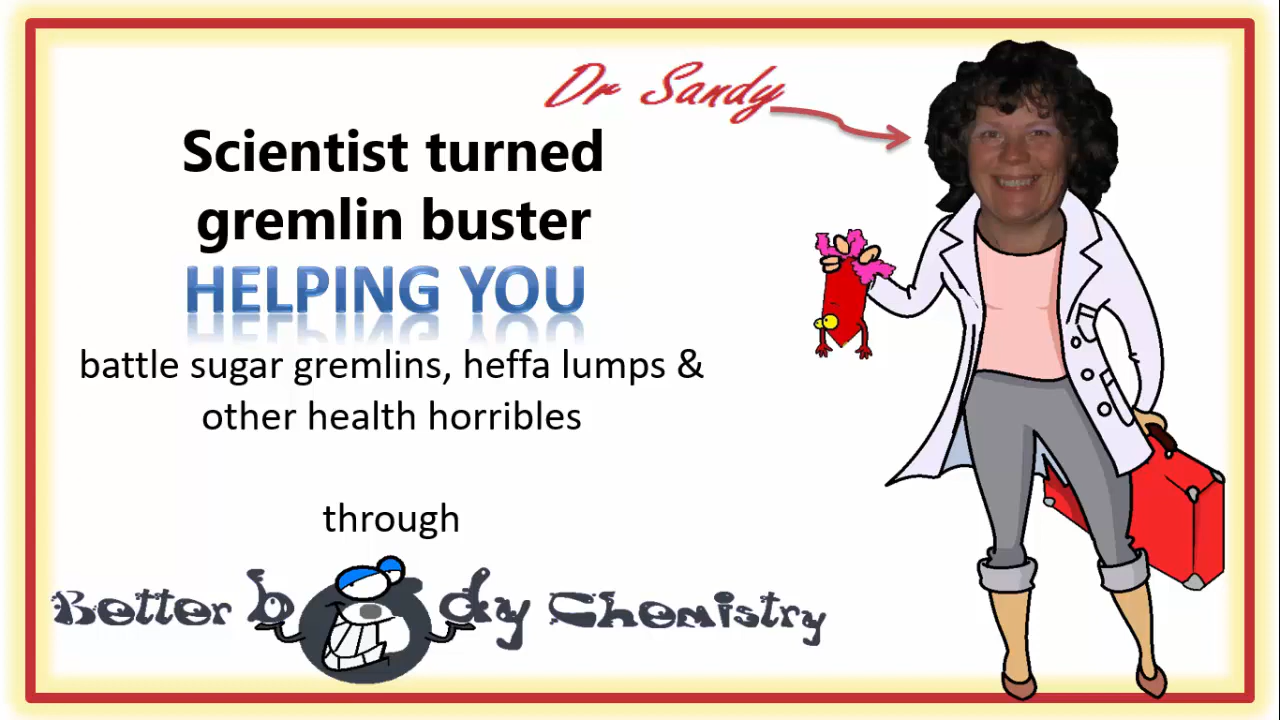 Dr Sandy
Scientist turned
gremlin buster
HELPING YOU
battle sugar gremlins, heffa lumps &
other health horribles
through
Better body Chemistry